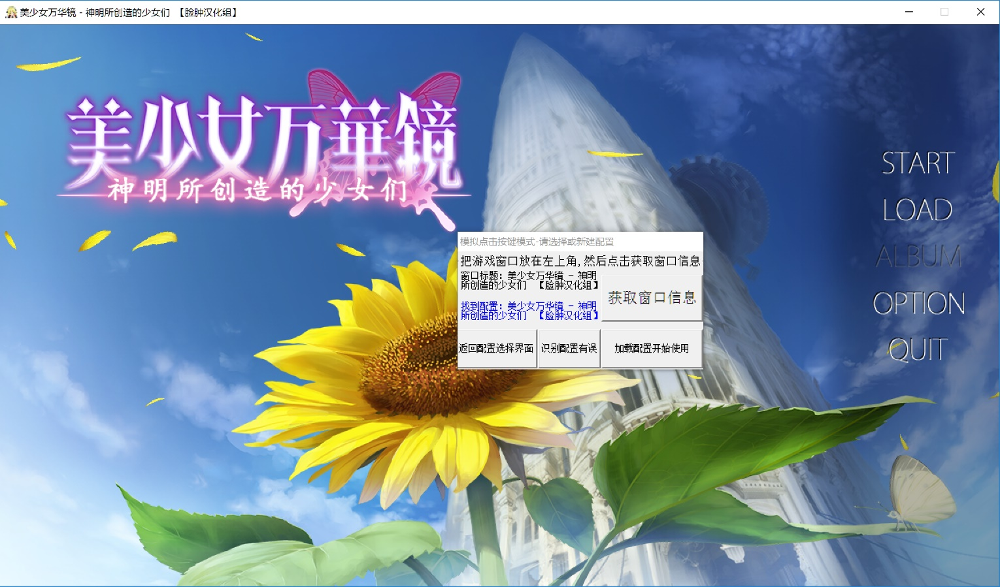 美少女万华镜 - 神明所创造的少女们 【脸肿汉化组】
美少女万華镜
神明所创造的少女们
START
LOAD
ALBUM
OPTION
QUIT
模拟点击按键模式-请选择或新建配置
把游戏窗口放在左上角,然后点击获取窗口信息
窗口标题: 美少女万华镜 - 神明
所创造的少女们 【脸肿汉化组】
获取窗口信息
找到配置: 美少女万华镜 - 神明
所创造的少女们 【脸肿汉化组】
返回配置选择界面
识别配置有误
加载配置开始使用